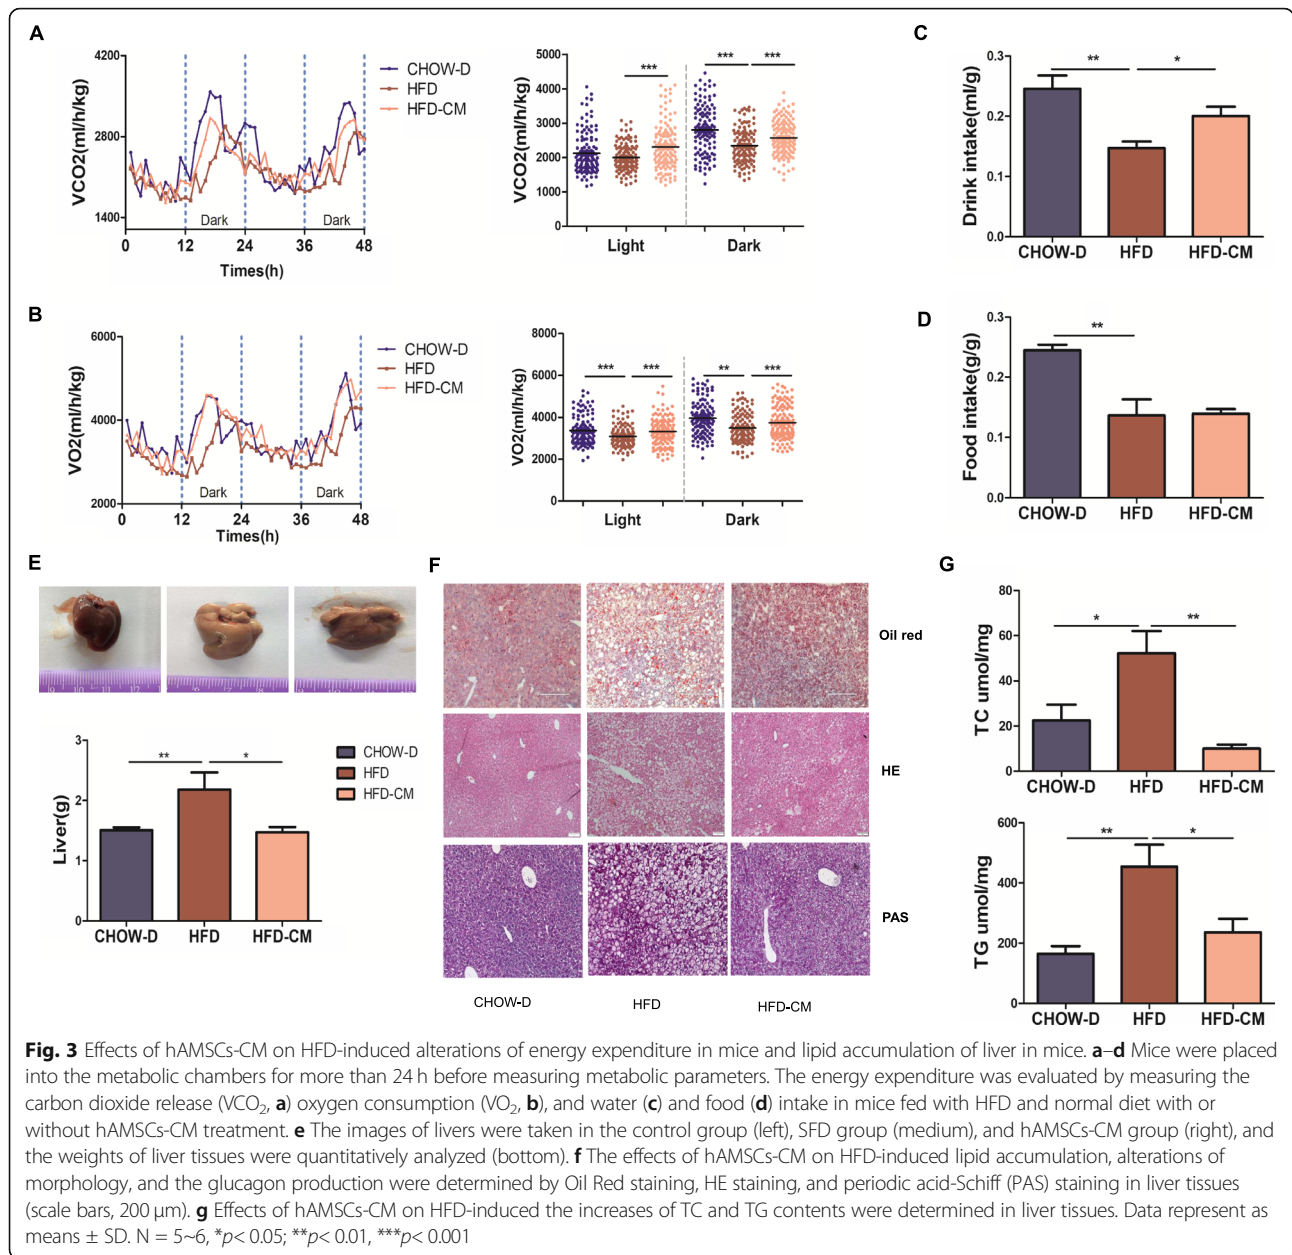 A
4200
2800
1400
VCO2(ml/h/kg)
CHOW-D
HFD
HFD-CM
Dark
Dark
0
12
24
36
48
Times(h)
5000
4000
3000
2000
1000
0
VCO2(ml/h/kg)
***
***
***
Light
Dark
C
0.3
0.2
0.1
0.0
Drink intake(ml/g)
**
*
CHOW-D
HFD
HFD-CM
B
6000
4000
2000
VO2(ml/h/kg)
CHOW-D
HFD
HFD-CM
Dark
Dark
0
12
24
36
48
Times(h)
8000
6000
4000
2000
0
VO2(ml/h/kg)
***
***
**
***
Light
Dark
D
0.3
0.2
0.1
0.0
Food intake(g/g)
**
CHOW-D
HFD
HFD-CM
E
3
2
1
0
Liver(g)
**
*
CHOW-D
HFD
HFD-CM
CHOW-D
HFD
HFD-CM
F
Oil red
HE
PAS
CHOW-D
HFD
HFD-CM
G
80
60
40
20
0
TC umol/mg
*
**
CHOW-D
HFD
HFD-CM
600
400
200
0
TG umol/mg
**
*
CHOW-D
HFD
HFD-CM
Fig. 3 Effects of hAMSCs-CM on HFD-induced alterations of energy expenditure in mice and lipid accumulation of liver in mice. a–d Mice were placed
into the metabolic chambers for more than 24 h before measuring metabolic parameters. The energy expenditure was evaluated by measuring the
carbon dioxide release (VCO₂, a) oxygen consumption (VO₂, b), and water (c) and food (d) intake in mice fed with HFD and normal diet with or
without hAMSCs-CM treatment. e The images of livers were taken in the control group (left), SFD group (medium), and hAMSCs-CM group (right), and
the weights of liver tissues were quantitatively analyzed (bottom). f The effects of hAMSCs-CM on HFD-induced lipid accumulation, alterations of
morphology, and the glucagon production were determined by Oil Red staining, HE staining, and periodic acid-Schiff (PAS) staining in liver tissues
(scale bars, 200 μm). g Effects of hAMSCs-CM on HFD-induced the increases of TC and TG contents were determined in liver tissues. Data represent as
means ± SD. N = 5~6, *p< 0.05; **p< 0.01, ***p< 0.001